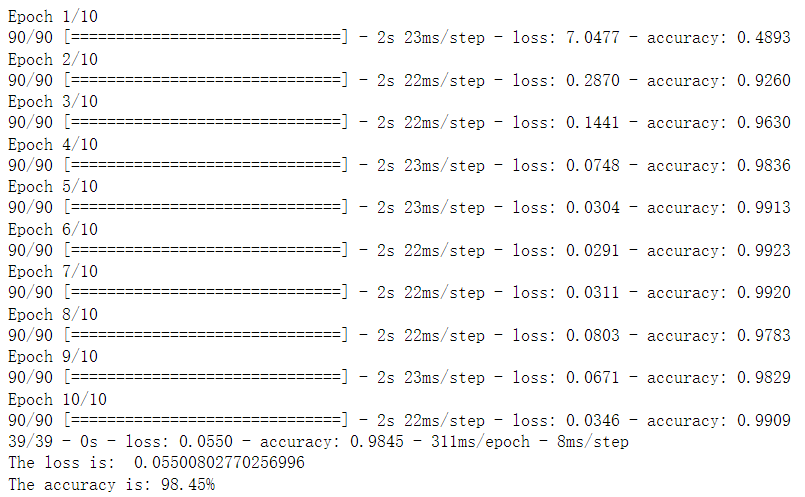 Epoch 1/10
90/90 [==============================] - 2s 23ms/step - loss: 7.0477 - accuracy: 0.4893
Epoch 2/10
90/90 [==============================] - 2s 22ms/step - loss: 0.2870 - accuracy: 0.9260
Epoch 3/10
90/90 [==============================] - 2s 22ms/step - loss: 0.1441 - accuracy: 0.9630
Epoch 4/10
90/90 [==============================] - 2s 23ms/step - loss: 0.0748 - accuracy: 0.9836
Epoch 5/10
90/90 [==============================] - 2s 23ms/step - loss: 0.0304 - accuracy: 0.9913
Epoch 6/10
90/90 [==============================] - 2s 22ms/step - loss: 0.0291 - accuracy: 0.9923
Epoch 7/10
90/90 [==============================] - 2s 22ms/step - loss: 0.0311 - accuracy: 0.9920
Epoch 8/10
90/90 [==============================] - 2s 22ms/step - loss: 0.0803 - accuracy: 0.9783
Epoch 9/10
90/90 [==============================] - 2s 23ms/step - loss: 0.0671 - accuracy: 0.9829
Epoch 10/10
90/90 [==============================] - 2s 22ms/step - loss: 0.0346 - accuracy: 0.9909
39/39 - 0s - loss: 0.0550 - accuracy: 0.9845 - 311ms/epoch - 8ms/step
The loss is:  0.05500802770256996
The accuracy is: 98.45%